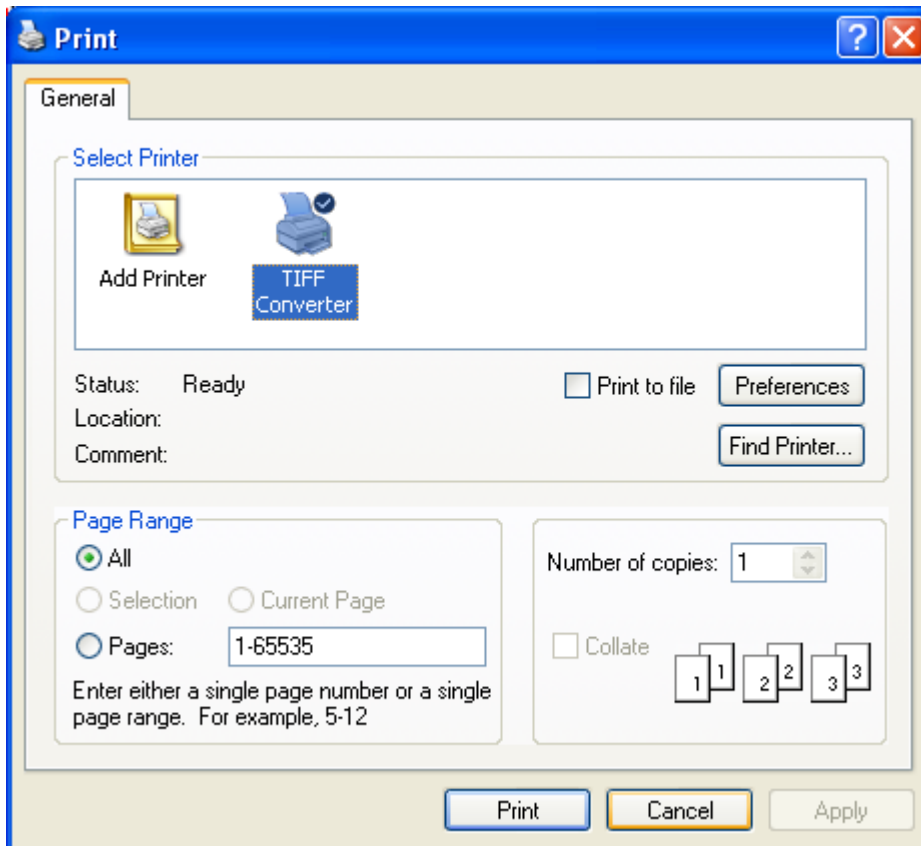 Print
General
Select Printer
Add Printer
TIFF
Converter
Status: Ready
Print to file
Preferences
Location:
Comment:
Find Printer...
Page Range
All
Selection
Current Page
Pages: 1-65535
Enter either a single page number or a single
page range. For example, 5-12
Number of copies: 1
Collate
1 1 2 2 3 3
Print
Cancel
Apply